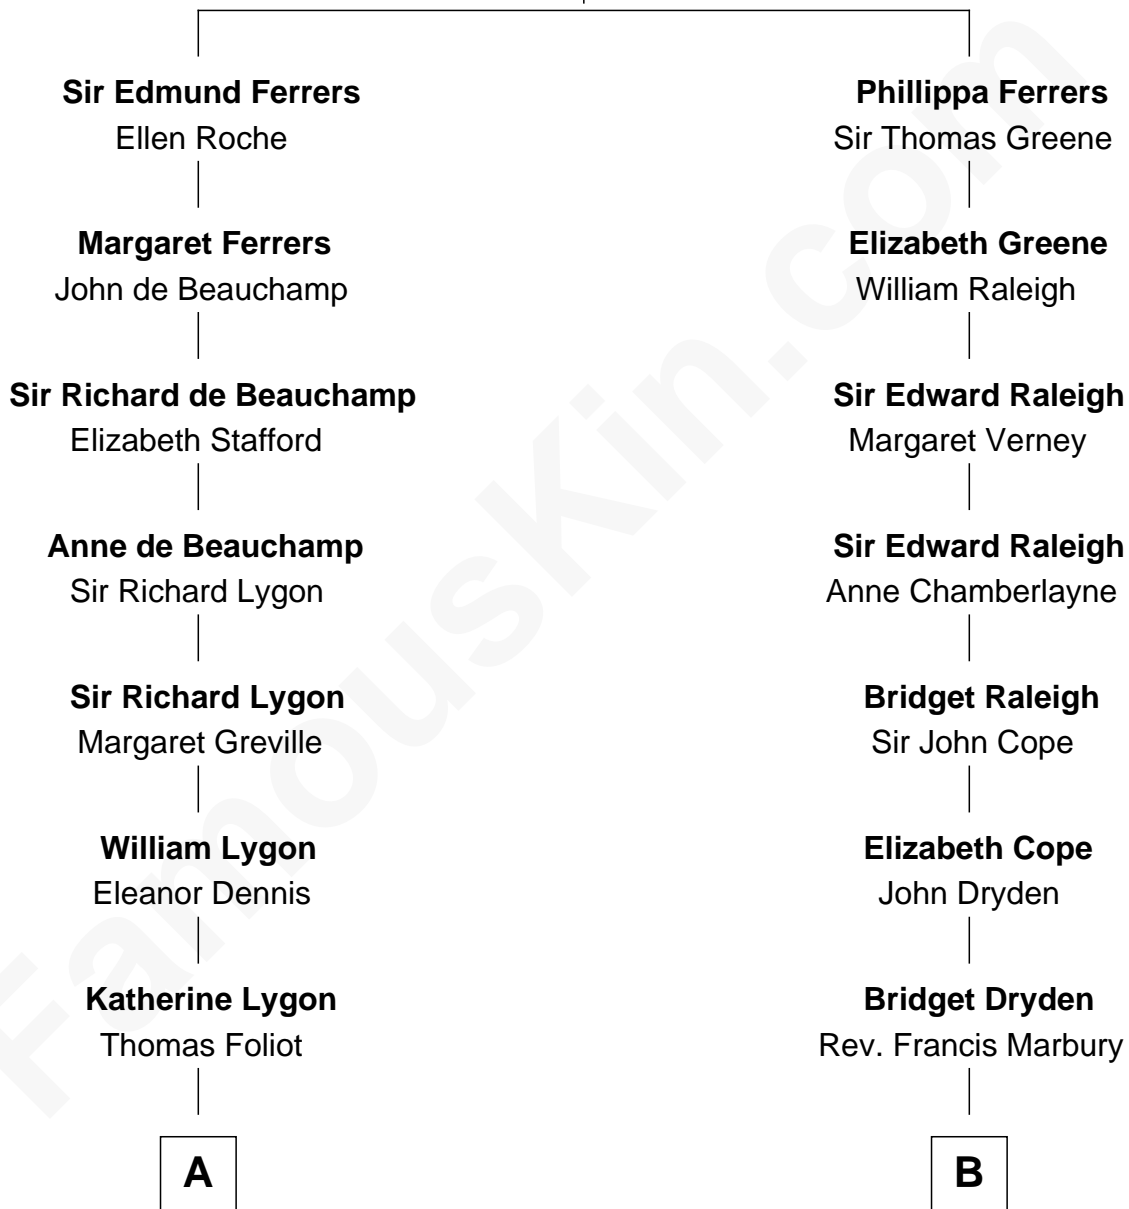 Sir Edmund Ferrers
Ellen Roche
Margaret Ferrers
John de Beauchamp
Sir Richard de Beauchamp
Elizabeth Stafford
Anne de Beauchamp
Sir Richard Lygon
Sir Richard Lygon
Margaret Greville
William Lygon
Eleanor Dennis
Katherine Lygon
Thomas Foliot
A
Phillippa Ferrers
Sir Thomas Greene
Elizabeth Greene
William Raleigh
Sir Edward Raleigh
Margaret Verney
Sir Edward Raleigh
Anne Chamberlayne
Bridget Raleigh
Sir John Cope
Elizabeth Cope
John Dryden
Bridget Dryden
Rev. Francis Marbury
B
FamousKin.com